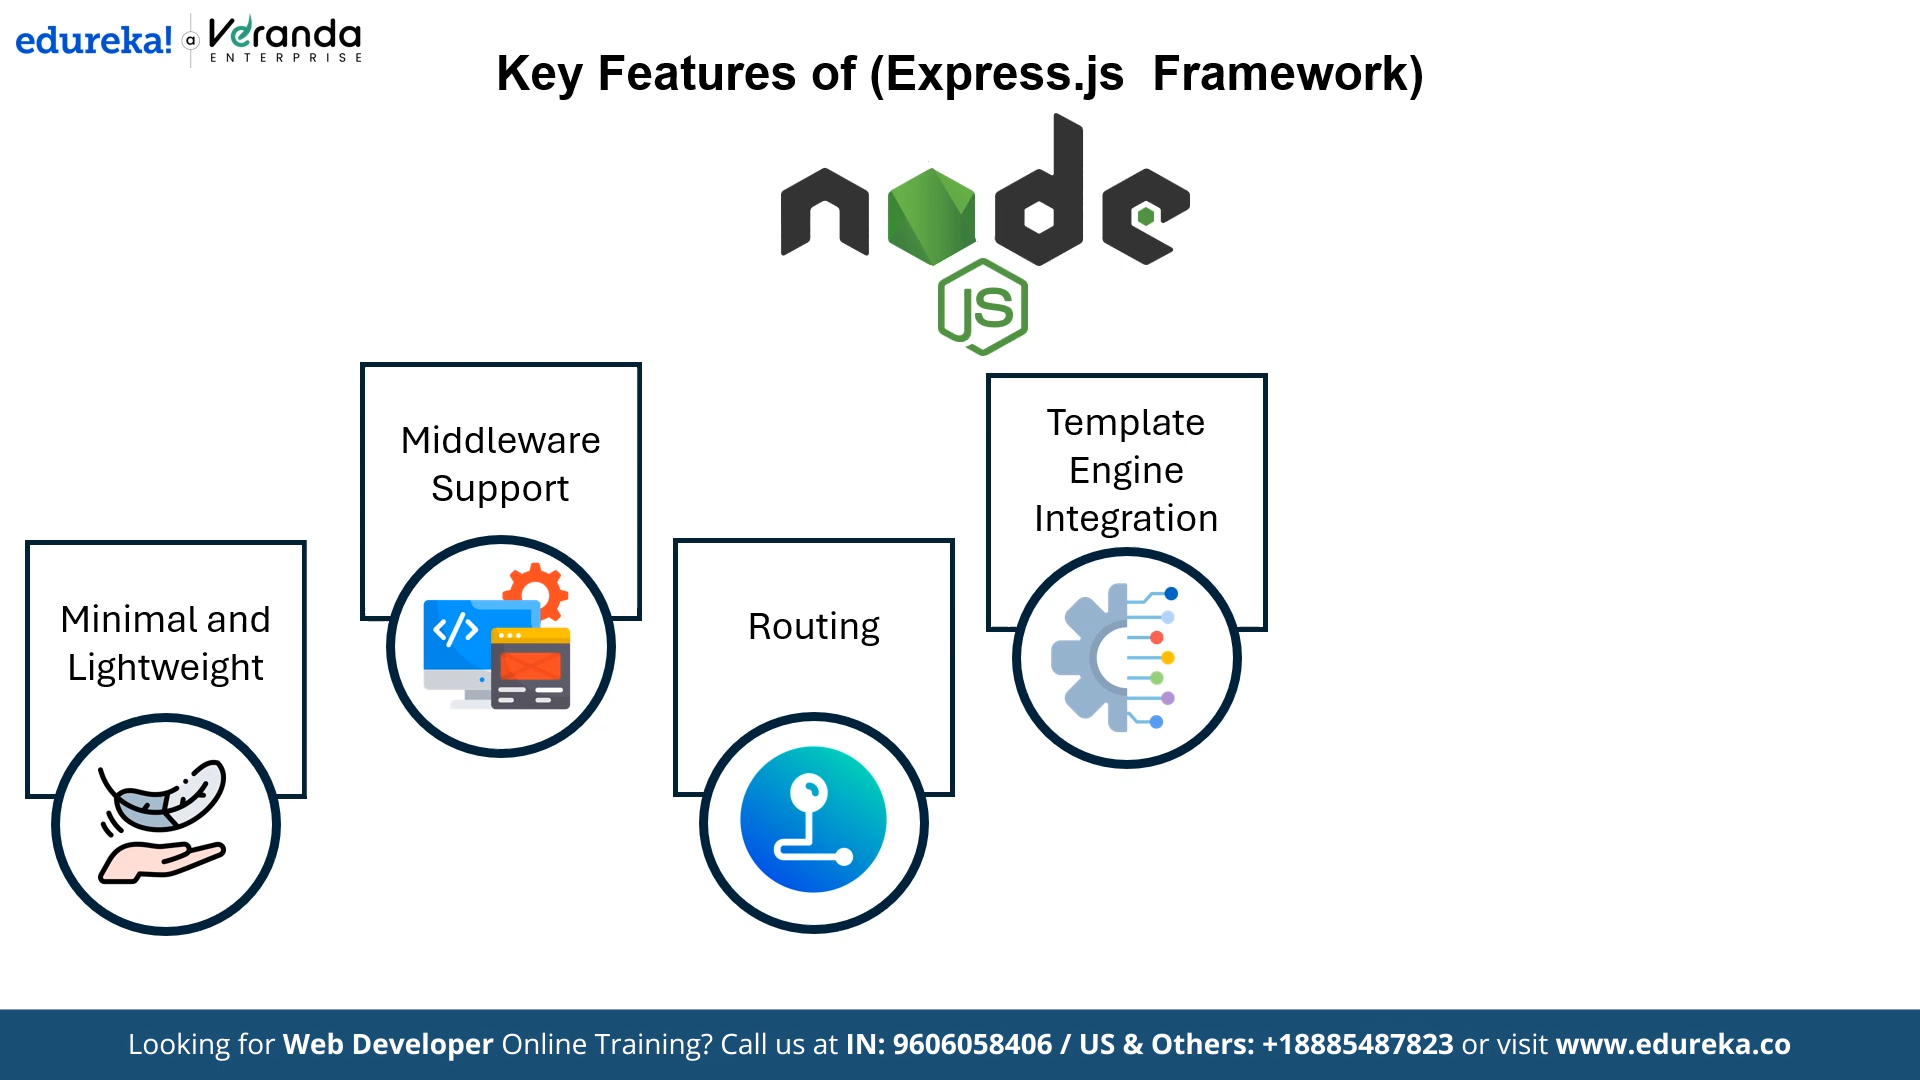 edureka! a Veranda
ENTERPRISE
Key Features of (Express.js Framework)
node
JS
Middleware
Support
Template
Engine
Integration
Minimal and
Lightweight
Routing
</>
Looking for Web Developer Online Training? Call us at IN: 9606058406 / US & Others: +18885487823 or visit www.edureka.co